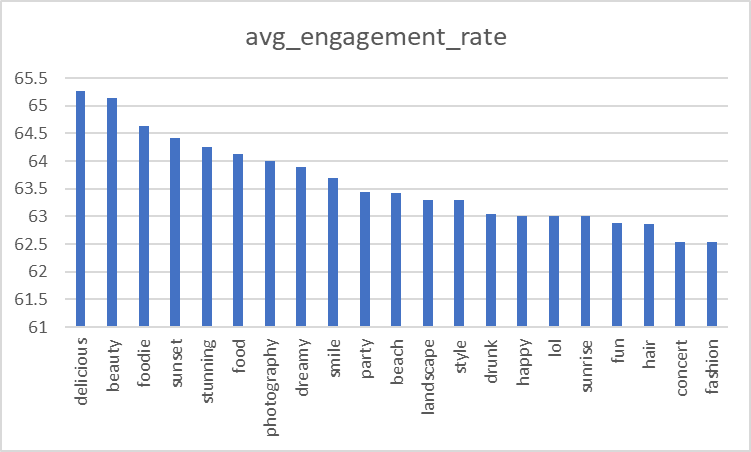 avg_engagement_rate
65.5
65
64.5
64
63.5
63
62.5
62
61.5
61
delicious
beauty
foodie
sunset
stunning
food
photography
dreamy
smile
party
beach
landscape
style
drunk
happy
lol
sunrise
fun
hair
concert
fashion